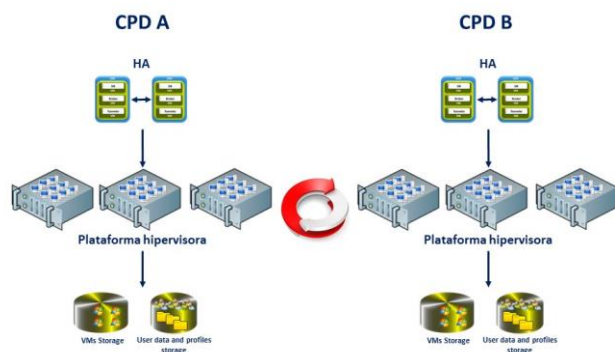 CPD A
CPD B
HA
HA
Plataforma hipervisora
Plataforma hipervisora
VMs Storage
User data and profiles
storage
VMs Storage
User data and profiles
storage